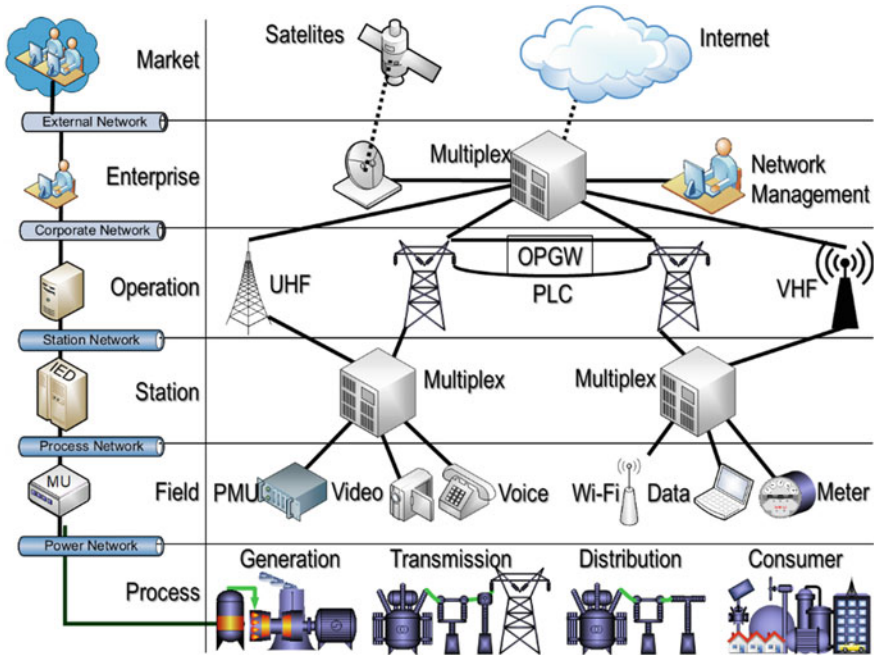 Market
Satelites
Internet
External Network
Enterprise
Multiplex
Network
Management
Corporate Network
Operation
UHF
OPGW
PLC
VHF
Station Network
IED
Station
Multiplex
Multiplex
Process Network
MU
Field
PMU
Video
Voice
Wi-Fi
Data
Meter
Power Network
Generation
Transmission
Distribution
Consumer
Process